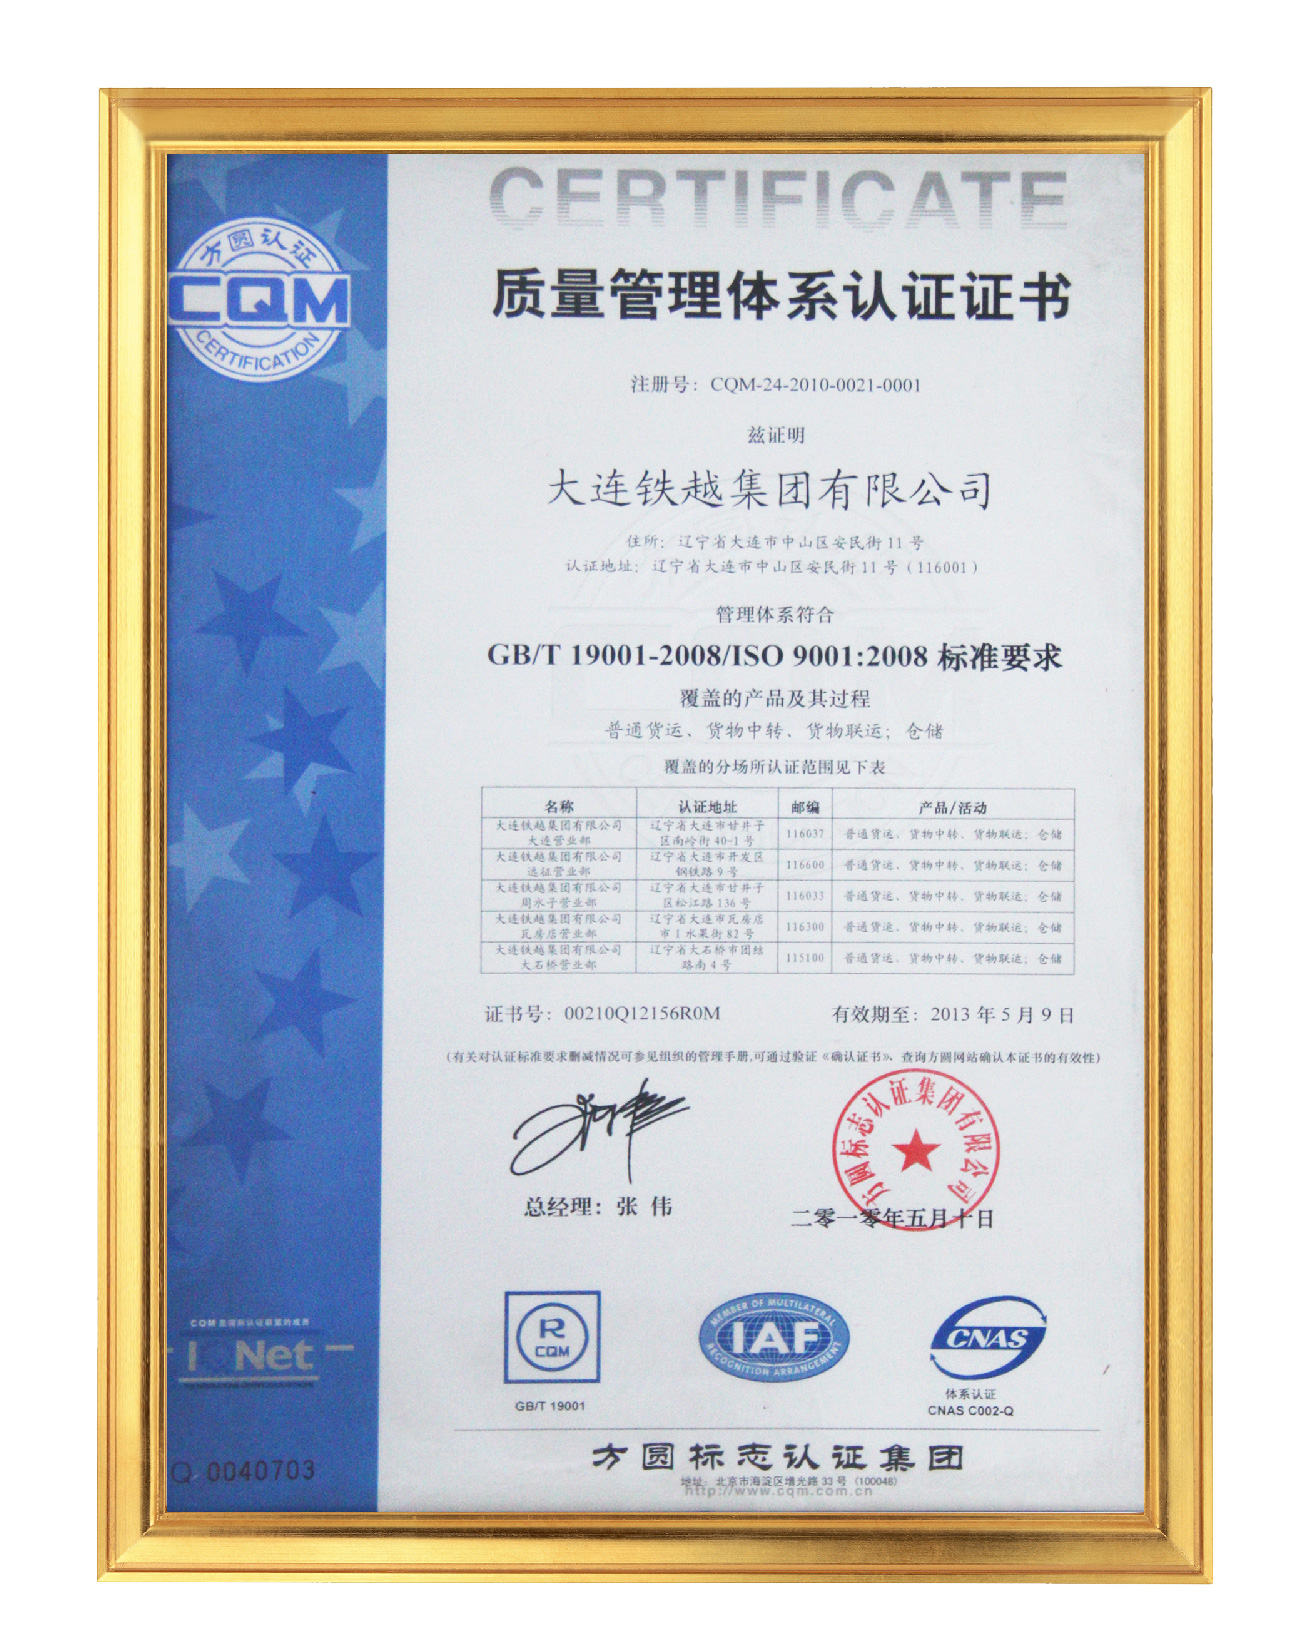 CERTIFICATE
方圆认证
CQM
CERTIFICATION
质量管理体系认证证书
注册号：CQM-24-2010-0021-0001
兹证明
大连铁越集团有限公司
住所：辽宁省大连市中山区安民街11号
认证地址：辽宁省大连市中山区安民街11号（116001）
管理体系符合
GB/T 19001-2008/ISO 9001:2008 标准要求
覆盖的产品及其过程
普通货运、货物中转、货物联运；仓储
覆盖的分场所认证范围见下表
名称 认证地址 邮编 产品/活动
大连铁越集团有限公司 辽宁省大连市甘井子
大连营业部 区南岭街40-1号 116037 普通货运、货物中转、货物联运；仓储
大连铁越集团有限公司 辽宁省大连市开发区
远征营业部 钢铁路9号 116600 普通货运、货物中转、货物联运；仓储
大连铁越集团有限公司 辽宁省大连市甘井子
周水子营业部 区松江路136号 116033 普通货运、货物中转、货物联运；仓储
大连铁越集团有限公司 辽宁省大连市瓦房店
瓦房店营业部 市1水果街82号 116300 普通货运、货物中转、货物联运；仓储
大连铁越集团有限公司 辽宁省大石桥市团结
大石桥营业部 路南4号 115100 普通货运、货物中转、货物联运；仓储
证书号：00210Q12156R0M 有效期至：2013年5月9日
（有关对认证标准要求删减情况可参见组织的管理手册,可通过验证《确认证书》、查询方圆网站确认本证书的有效性）
方圆标志认证集团有限公司
总经理：张 伟
二零一零年五月十日
CQM 是国际认证联盟的成员
IQNet
R
CQM
GB/T 19001
MEMBER OF MULTILATERAL
IAF
RECOGNITION ARRANGEMENT
CNAS
体系认证
CNAS C002-Q
方圆标志认证集团
地址：北京市海淀区增光路33号（100048）
http://www.cqm.com.cn
Q 0040703